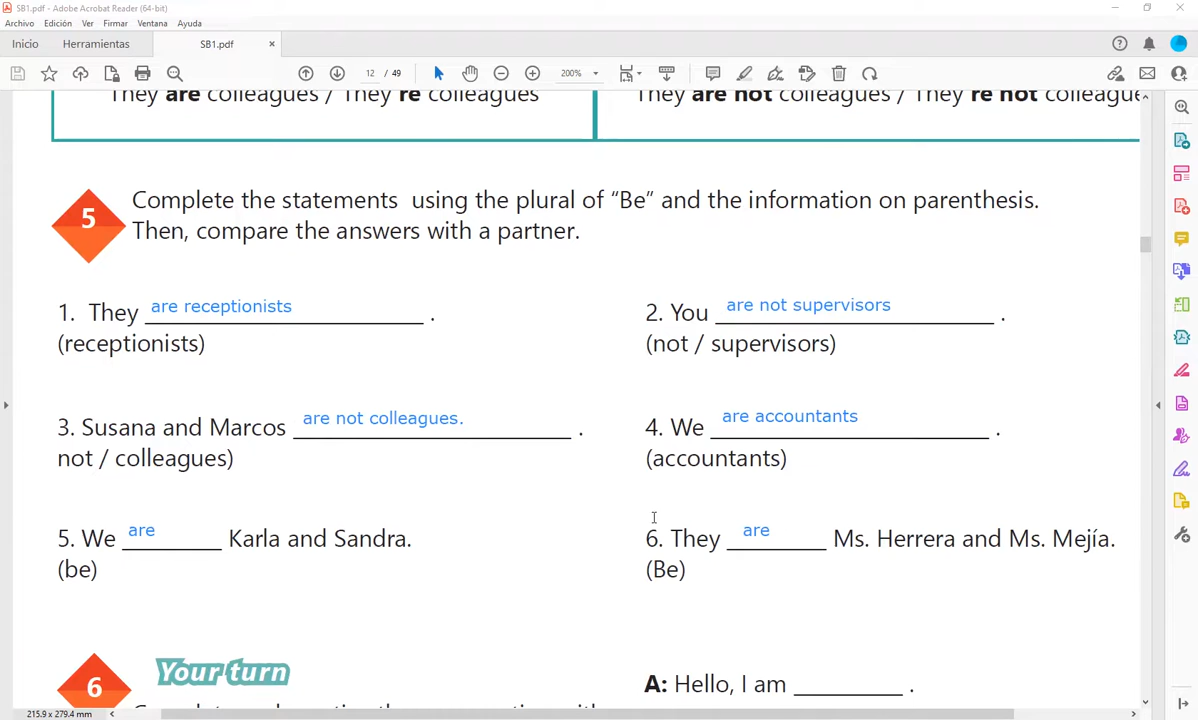 SB1.pdf - Adobe Acrobat Reader (64-bit)
Archivo Edición Ver Firmar Ventana Ayuda
Inicio Herramientas SB1.pdf ×
12 / 49 200%
They are colleagues / They re colleagues
They are not colleagues / They re not colleague
5 Complete the statements using the plural of “Be” and the information on parenthesis.
Then, compare the answers with a partner.
1. They are receptionists .
(receptionists)
2. You are not supervisors .
(not / supervisors)
3. Susana and Marcos are not colleagues. .
not / colleagues)
4. We are accountants .
(accountants)
5. We are Karla and Sandra.
(be)
6. They are Ms. Herrera and Ms. Mejía.
(Be)
6 Your turn
A: Hello, I am ________ .
215.9 x 279.4 mm